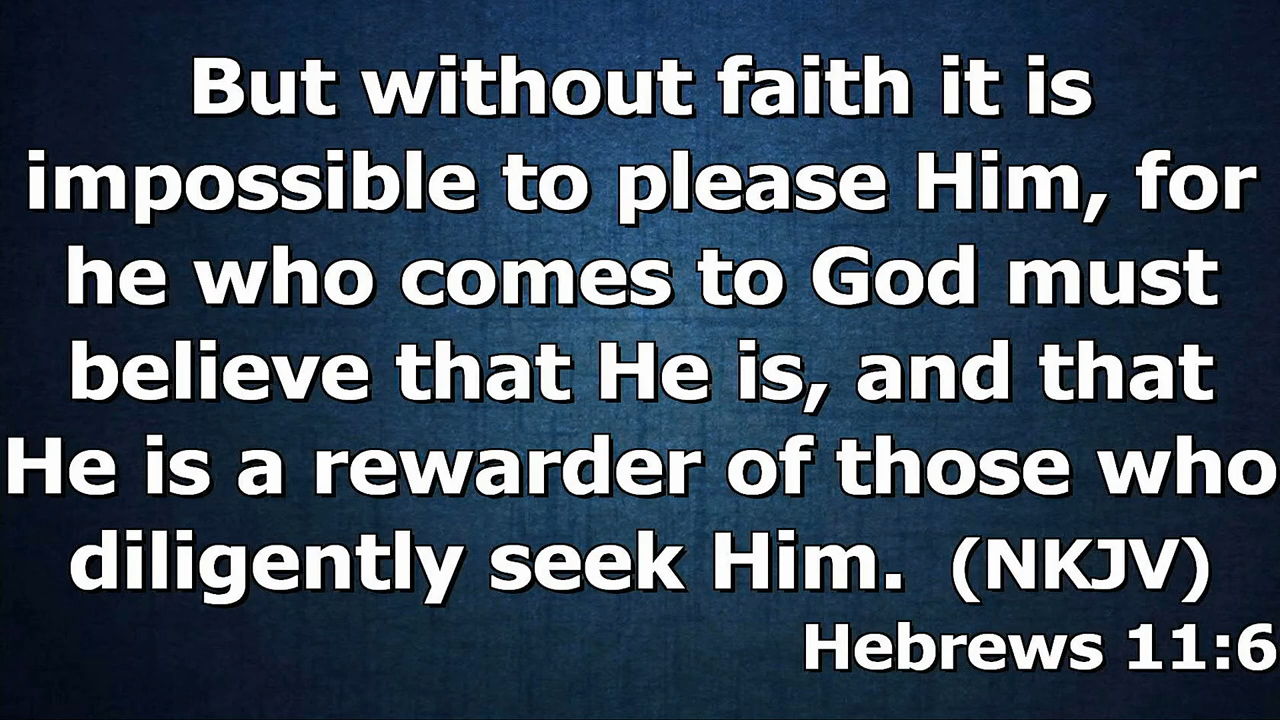 But without faith it is
impossible to please Him, for
he who comes to God must
believe that He is, and that
He is a rewarder of those who
diligently seek Him.  (NKJV)
Hebrews 11:6